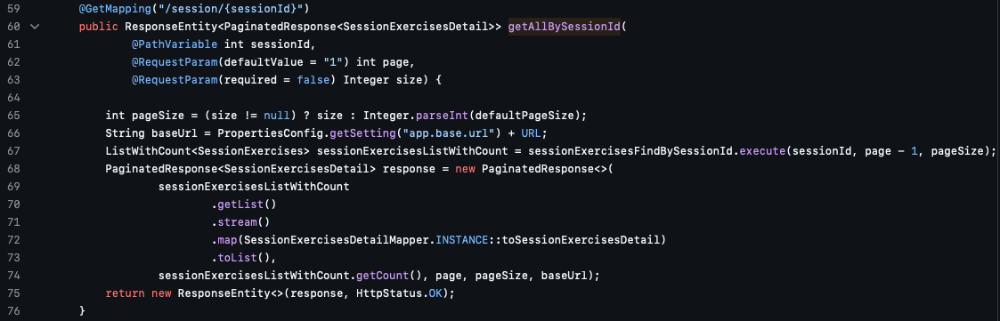 59 @GetMapping("/session/{sessionId}")
60 public ResponseEntity<PaginatedResponse<SessionExercisesDetail>> getAllBySessionId(
61 @PathVariable int sessionId,
62 @RequestParam(defaultValue = "1") int page,
63 @RequestParam(required = false) Integer size) {
64
65 int pageSize = (size != null) ? size : Integer.parseInt(defaultPageSize);
66 String baseUrl = PropertiesConfig.getSetting("app.base.url") + URL;
67 ListWithCount<SessionExercises> sessionExercisesListWithCount = sessionExercisesFindBySessionId.execute(sessionId, page - 1, pageSize);
68 PaginatedResponse<SessionExercisesDetail> response = new PaginatedResponse<>(
69 sessionExercisesListWithCount
70 .getList()
71 .stream()
72 .map(SessionExercisesDetailMapper.INSTANCE::toSessionExercisesDetail)
73 .toList(),
74 sessionExercisesListWithCount.getCount(), page, pageSize, baseUrl);
75 return new ResponseEntity<>(response, HttpStatus.OK);
76 }